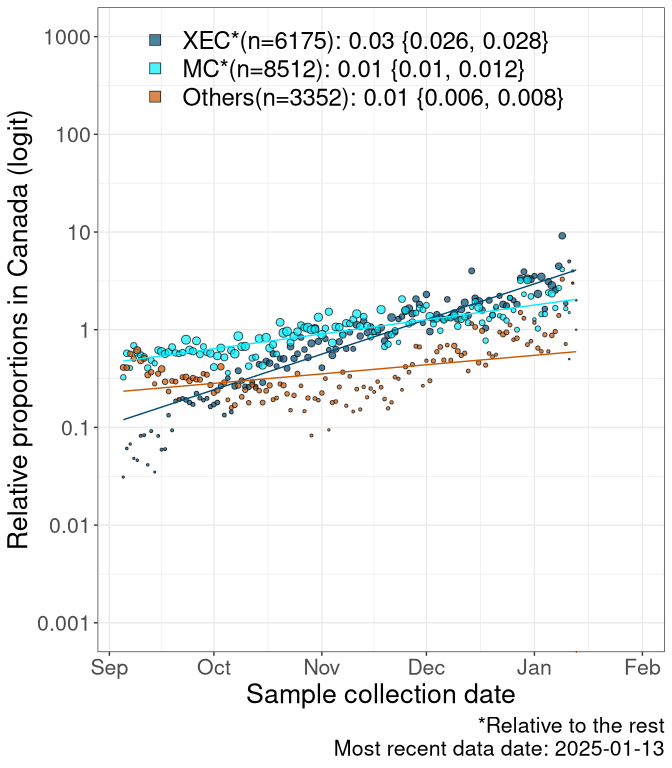 XEC*(n=6175): 0.03 {0.026, 0.028}
MC*(n=8512): 0.01 {0.01, 0.012}
Others(n=3352): 0.01 {0.006, 0.008}
Relative proportions in Canada (logit)
1000
100
10
1
0.1
0.01
0.001
Sep Oct Nov Dec Jan Feb
Sample collection date
*Relative to the rest
Most recent data date: 2025-01-13